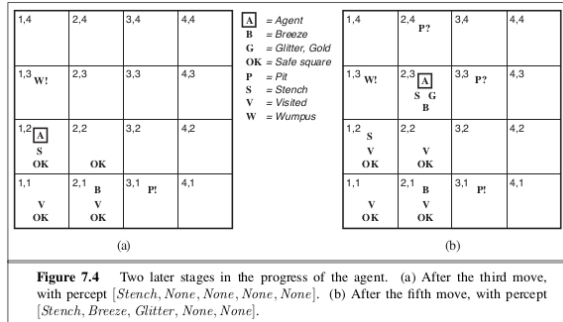 1,4 2,4 3,4 4,4
1,3 W! 2,3 3,3 4,3
1,2 A 2,2 3,2 4,2
S
OK OK
1,1 2,1 B 3,1 P! 4,1
V V
OK OK
(a)
A = Agent
B = Breeze
G = Glitter, Gold
OK = Safe square
P = Pit
S = Stench
V = Visited
W = Wumpus
1,4 2,4 P? 3,4 4,4
1,3 W! 2,3 A 3,3 P? 4,3
S G
B
1,2 S 2,2 3,2 4,2
V V
OK OK
1,1 2,1 B 3,1 P! 4,1
V V
OK OK
(b)
Figure 7.4 Two later stages in the progress of the agent. (a) After the third move,
with percept [Stench, None, None, None, None]. (b) After the fifth move, with percept
[Stench, Breeze, Glitter, None, None].